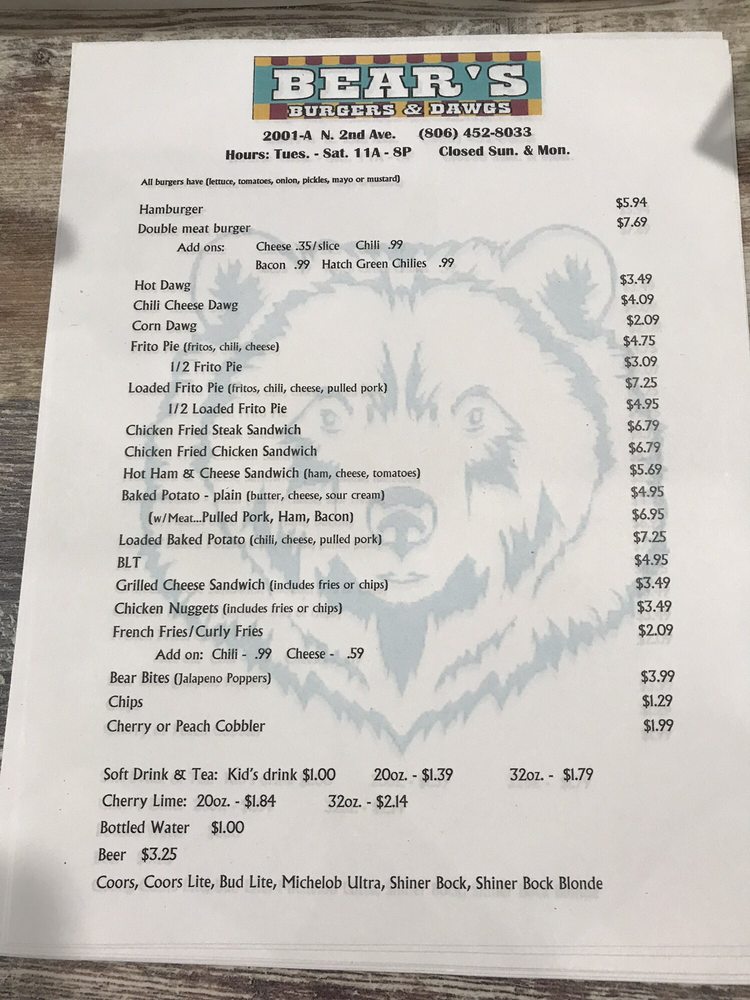 BEAR'S
BURGERS & DAWGS
2001-A N. 2nd Ave. (806) 452-8033
Hours: Tues. - Sat. 11A - 8P Closed Sun. & Mon.
All burgers have (lettuce, tomatoes, onion, pickles, mayo or mustard)
Hamburger $5.94
Double meat burger $7.69
Add ons: Cheese .35/slice Chili .99
Bacon .99 Hatch Green Chilies .99
Hot Dawg $3.49
Chili Cheese Dawg $4.09
Corn Dawg $2.09
Frito Pie (fritos, chili, cheese) $4.75
1/2 Frito Pie $3.09
Loaded Frito Pie (fritos, chili, cheese, pulled pork) $7.25
1/2 Loaded Frito Pie $4.95
Chicken Fried Steak Sandwich $6.79
Chicken Fried Chicken Sandwich $6.79
Hot Ham & Cheese Sandwich (ham, cheese, tomatoes) $5.69
Baked Potato - plain (butter, cheese, sour cream) $4.95
(w/Meat...Pulled Pork, Ham, Bacon) $6.95
Loaded Baked Potato (chili, cheese, pulled pork) $7.25
BLT $4.95
Grilled Cheese Sandwich (includes fries or chips) $3.49
Chicken Nuggets (includes fries or chips) $3.49
French Fries/Curly Fries $2.09
Add on: Chili - .99 Cheese - .59
Bear Bites (Jalapeno Poppers) $3.99
Chips $1.29
Cherry or Peach Cobbler $1.99
Soft Drink & Tea: Kid's drink $1.00 20oz. - $1.39 32oz. - $1.79
Cherry Lime: 20oz. - $1.84 32oz. - $2.14
Bottled Water $1.00
Beer $3.25
Coors, Coors Lite, Bud Lite, Michelob Ultra, Shiner Bock, Shiner Bock Blonde